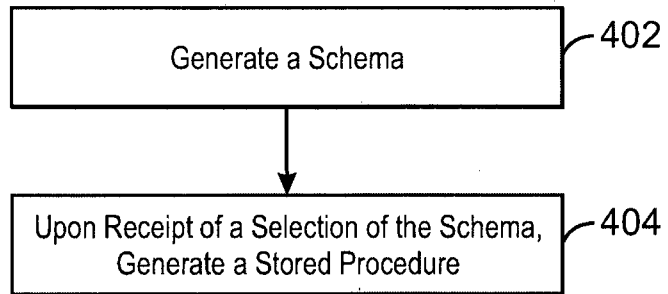 Generate a Schema
402
Upon Receipt of a Selection of the Schema,
Generate a Stored Procedure
404